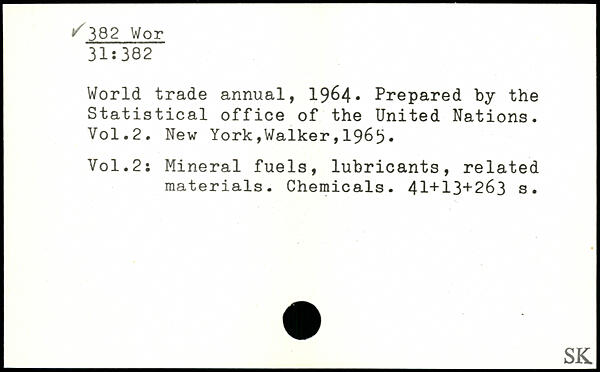 382 Wor
31:382
World trade annual, 1964. Prepared by the
Statistical office of the United Nations.
Vol.2. New York,Walker,1965.
Vol.2: Mineral fuels, lubricants, related
materials. Chemicals. 41+13+263 s.
SK